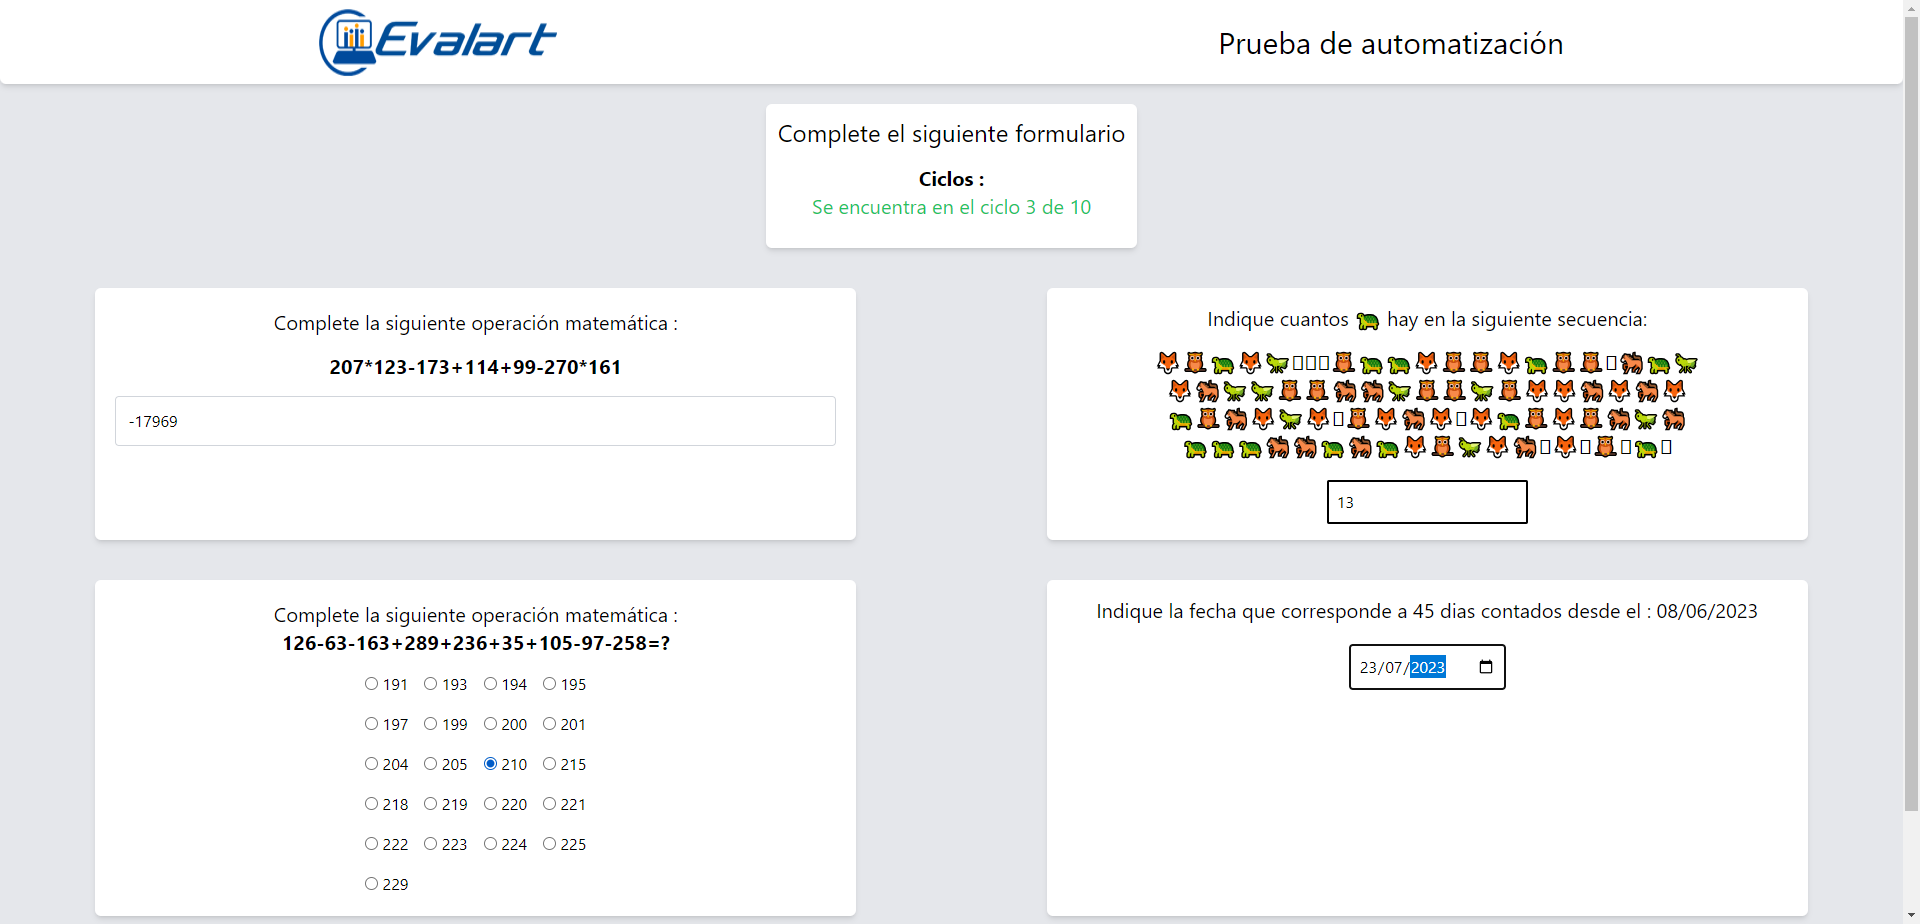 Evalart
Prueba de automatización
Complete el siguiente formulario
Ciclos :
Se encuentra en el ciclo 3 de 10
Complete la siguiente operación matemática :
207*123-173+114+99-270*161
-17969
Indique cuantos 🐢 hay en la siguiente secuencia:
13
Complete la siguiente operación matemática :
126-63-163+289+236+35+105-97-258=?
191 193 194 195
197 199 200 201
204 205 210 215
218 219 220 221
222 223 224 225
229
Indique la fecha que corresponde a 45 dias contados desde el : 08/06/2023
23/07/2023